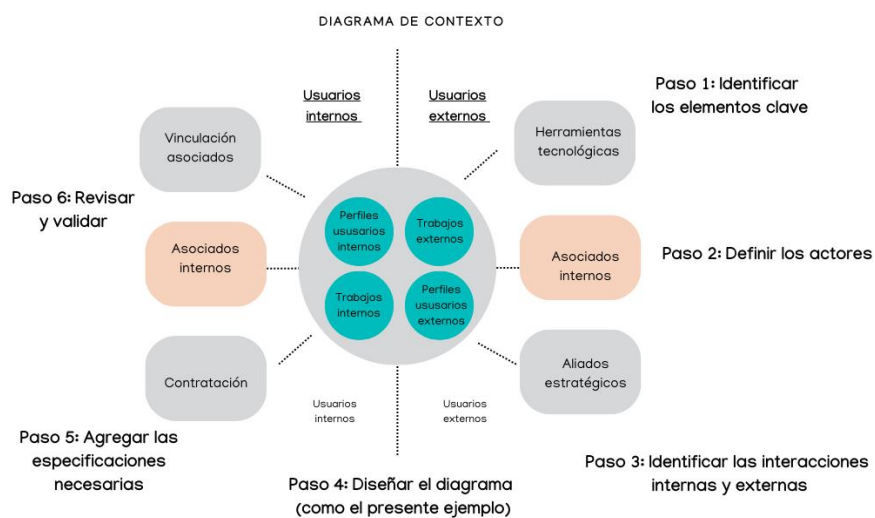 DIAGRAMA DE CONTEXTO
Usuarios
internos
Usuarios
externos
Paso 1: Identificar
los elementos clave
Vinculación
asociados
Herramientas
tecnológicas
Paso 6: Revisar
y validar
Perfiles
ususarios
internos
Trabajos
externos
Asociados
internos
Asociados
internos
Paso 2: Definir los actores
Trabajos
internos
Perfiles
ususarios
externos
Contratación
Aliados
estratégicos
Usuarios
internos
Usuarios
externos
Paso 5: Agregar las
especificaciones
necesarias
Paso 4: Diseñar el diagrama
(como el presente ejemplo)
Paso 3: Identificar las interacciones
internas y externas